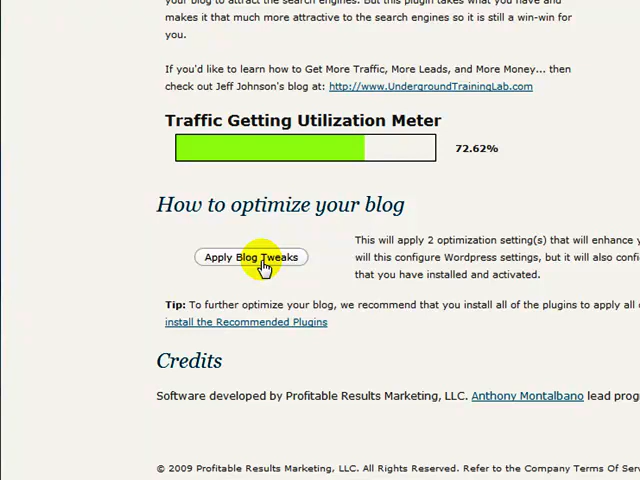 your blog to attract the search engines. But this plugin takes what you have and
makes it that much more attractive to the search engines so it is still a win-win for
you.
If you'd like to learn how to Get More Traffic, More Leads, and More Money... then
check out Jeff Johnson's blog at: http://www.UndergroundTrainingLab.com
Traffic Getting Utilization Meter
72.62%
How to optimize your blog
Apply Blog Tweaks
This will apply 2 optimization setting(s) that will enhance y
will this configure Wordpress settings, but it will also confi
that you have installed and activated.
Tip: To further optimize your blog, we recommend that you install all of the plugins to apply all
install the Recommended Plugins
Credits
Software developed by Profitable Results Marketing, LLC. Anthony Montalbano lead prog
© 2009 Profitable Results Marketing, LLC. All Rights Reserved. Refer to the Company Terms Of Serv